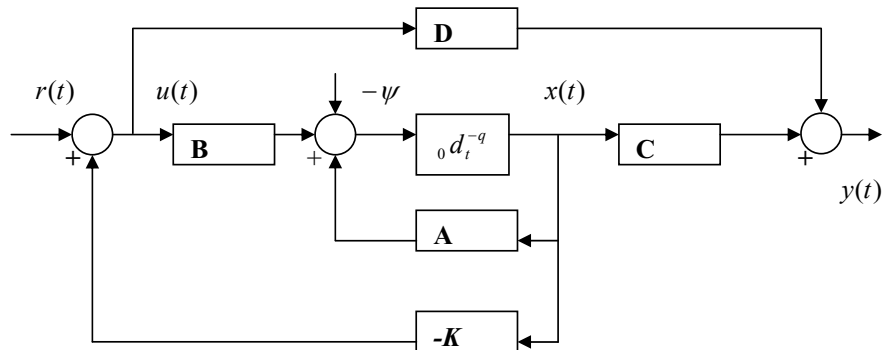 D
r(t)
u(t)
−ψ
x(t)
+
B
+
₀d_t^{-q}
C
+
y(t)
A
-K